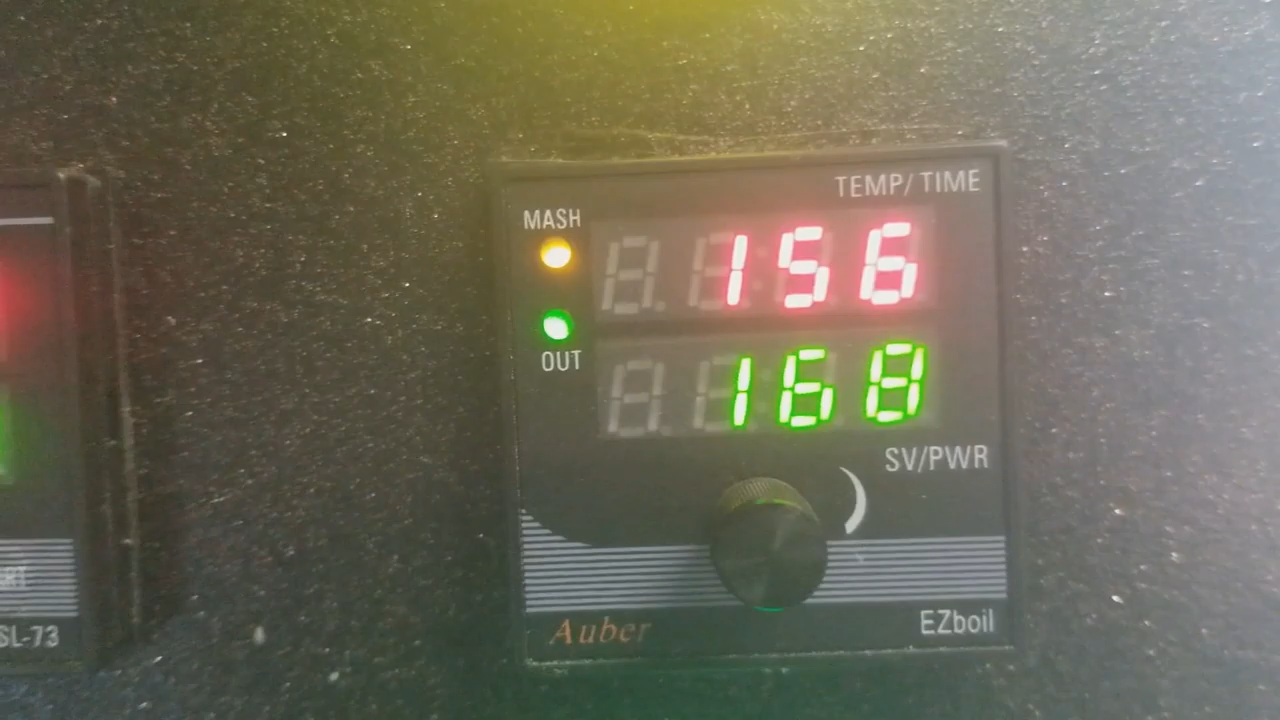 TEMP/TIME
MASH
156
OUT
168
SV/PWR
Auber
EZboil
SL-73